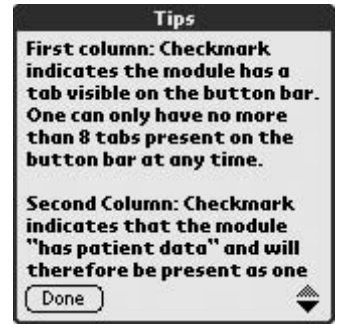 Tips
First column: Checkmark
indicates the module has a
tab visible on the button bar.
One can only have no more
than 8 tabs present on the
button bar at any time.
Second Column: Checkmark
indicates that the module
"has patient data" and will
therefore be present as one
Done